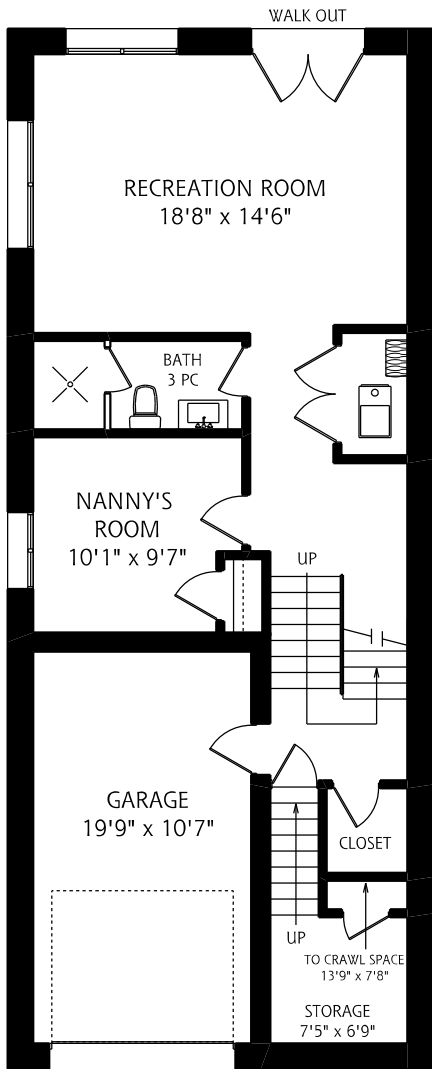 WALK OUT
RECREATION ROOM
18'8" x 14'6"
BATH
3 PC
NANNY'S
ROOM
10'1" x 9'7"
UP
GARAGE
19'9" x 10'7"
CLOSET
UP
TO CRAWL SPACE
13'9" x 7'8"
STORAGE
7'5" x 6'9"